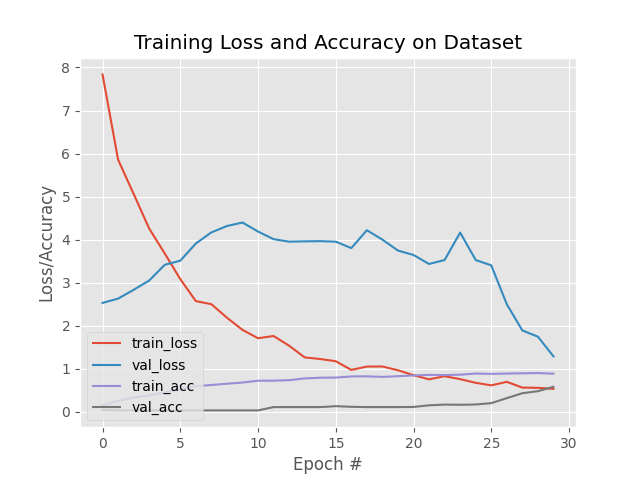 Training Loss and Accuracy on Dataset
8
7
6
5
4
3
2
1
0
Loss/Accuracy
train_loss
val_loss
train_acc
val_acc
0 5 10 15 20 25 30
Epoch #